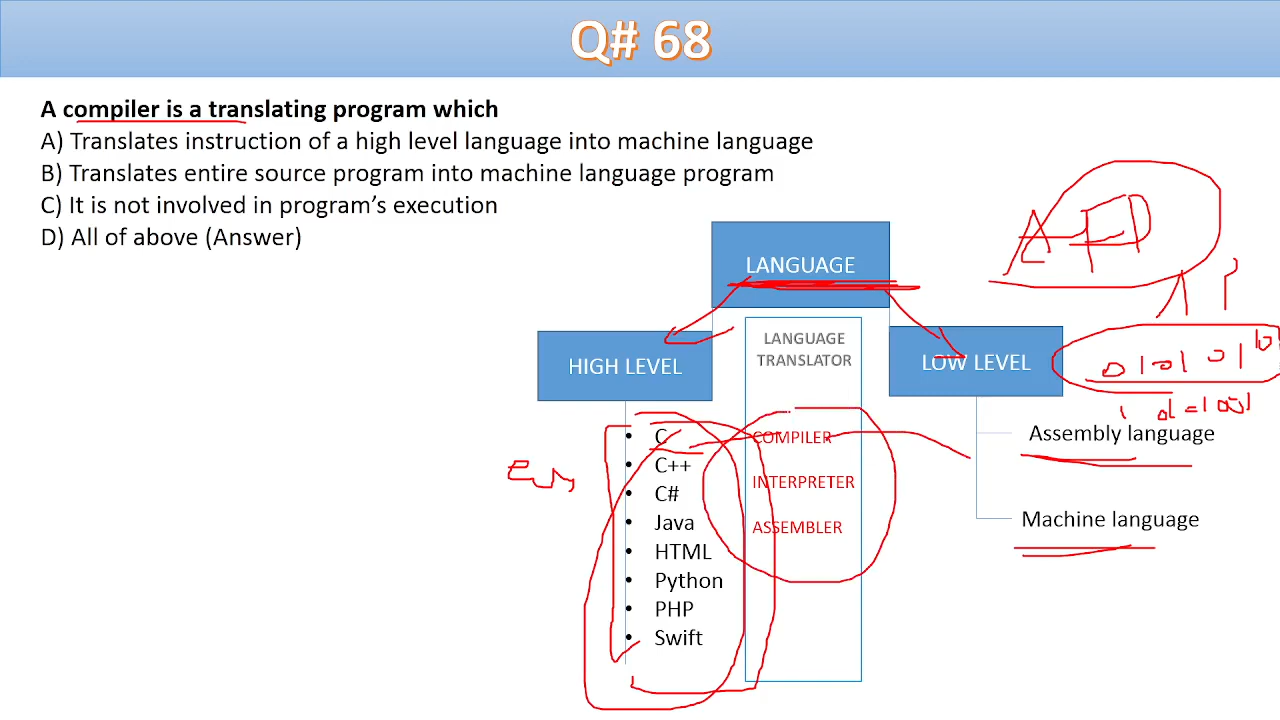 Q# 68
A compiler is a translating program which
A) Translates instruction of a high level language into machine language
B) Translates entire source program into machine language program
C) It is not involved in program’s execution
D) All of above (Answer)
LANGUAGE
HIGH LEVEL
LANGUAGE
TRANSLATOR
LOW LEVEL
• C
• C++
• C#
• Java
• HTML
• Python
• PHP
• Swift
COMPILER
INTERPRETER
ASSEMBLER
Assembly language
Machine language